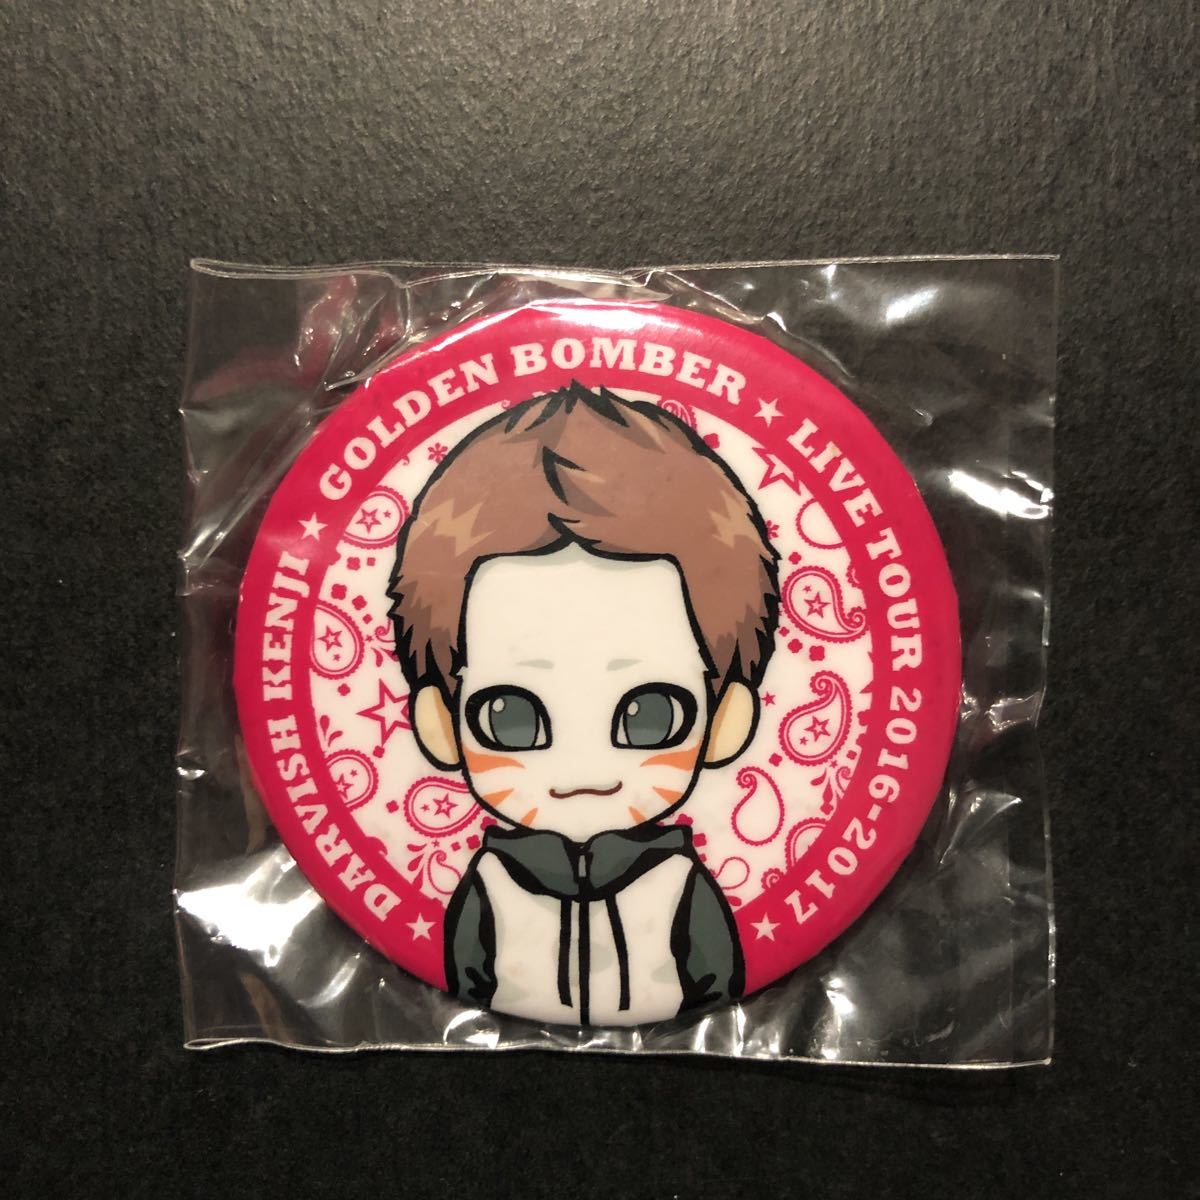 DARVISH KENJI ★ GOLDEN BOMBER ★ LIVE TOUR 2016-2017